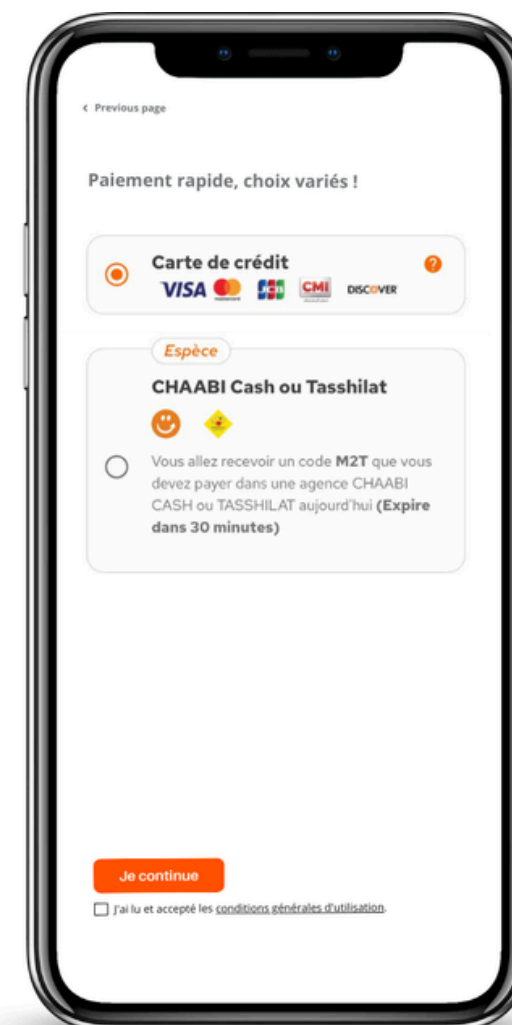 < Previous page
Paiement rapide, choix variés !
Carte de crédit
VISA mastercard JCB CMI DISCOVER
Espèce
CHAABI Cash ou Tasshilat
Vous allez recevoir un code M2T que vous
devez payer dans une agence CHAABI
CASH ou TASSHILAT aujourd'hui (Expire
dans 30 minutes)
Je continue
J'ai lu et accepté les conditions générales d'utilisation.